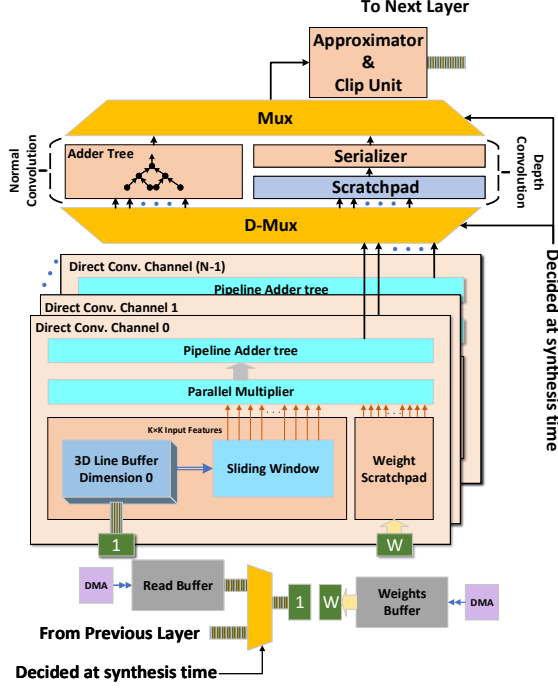 To Next Layer
Approximator
&
Clip Unit
Mux
Normal
Convolution
Adder Tree
Serializer
Scratchpad
Depth
Convolution
D-Mux
Decided at synthesis time
Direct Conv. Channel (N-1)
Pipeline Adder tree
Direct Conv. Channel 1
Direct Conv. Channel 0
Pipeline Adder tree
Parallel Multiplier
K×K Input Features
3D Line Buffer
Dimension 0
Sliding Window
Weight
Scratchpad
1
W
DMA
Read Buffer
1
W
Weights
Buffer
DMA
From Previous Layer
Decided at synthesis time